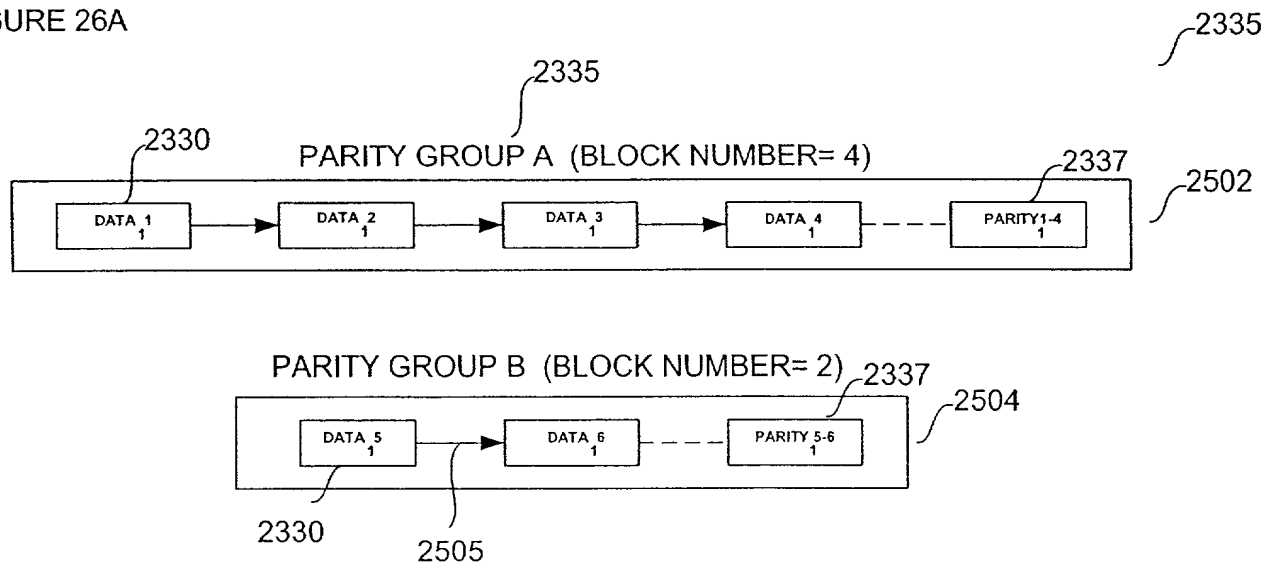 GURE 26A
2335
2335
2330
PARITY GROUP A (BLOCK NUMBER= 4)
2337
2502
DATA 1
1
DATA 2
1
DATA 3
1
DATA 4
1
PARITY1-4
1
PARITY GROUP B (BLOCK NUMBER= 2)
2337
2504
DATA 5
1
DATA 6
1
PARITY 5-6
1
2330
2505